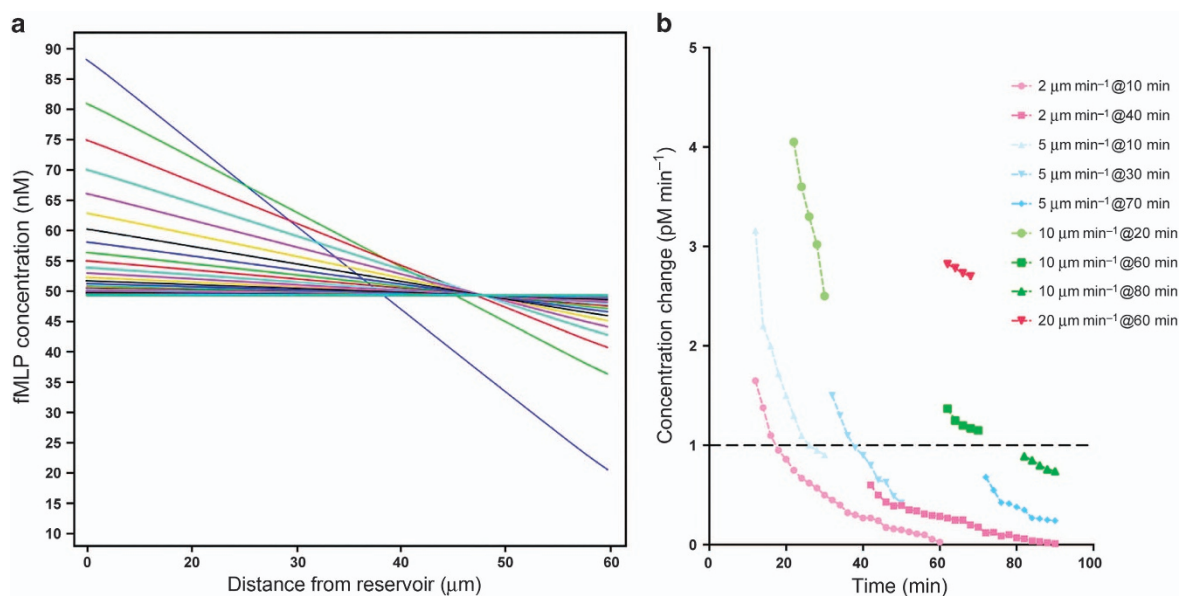 a
fMLP concentration (nM)
90
85
80
75
70
65
60
55
50
45
40
35
30
25
20
15
10
0 20 30 40 50 60
Distance from reservoir (μm)
b
Concentration change (pM min⁻¹)
5
4
3
2
1
0
0 20 40 60 80 100
Time (min)
2 μm min⁻¹@10 min
2 μm min⁻¹@40 min
5 μm min⁻¹@10 min
5 μm min⁻¹@30 min
5 μm min⁻¹@70 min
10 μm min⁻¹@20 min
10 μm min⁻¹@60 min
10 μm min⁻¹@80 min
20 μm min⁻¹@60 min